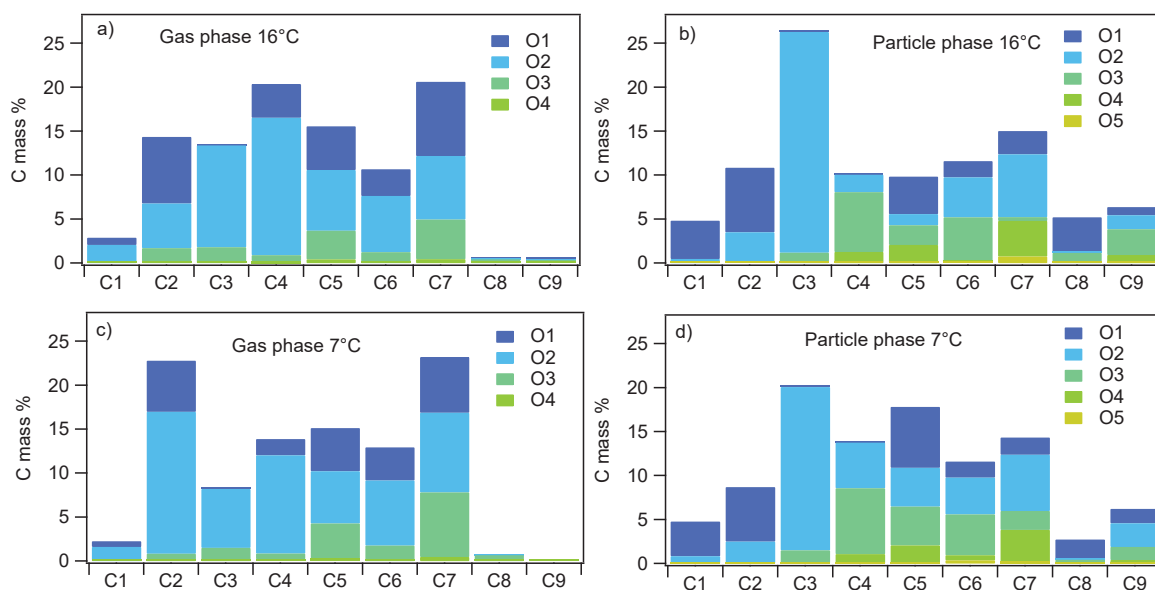 a)
Gas phase 16°C
O1
O2
O3
O4
C mass %
25
20
15
10
5
0
C1 C2 C3 C4 C5 C6 C7 C8 C9
b)
Particle phase 16°C
O1
O2
O3
O4
O5
C mass %
25
20
15
10
5
0
C1 C2 C3 C4 C5 C6 C7 C8 C9
c)
Gas phase 7°C
O1
O2
O3
O4
C mass %
25
20
15
10
5
0
C1 C2 C3 C4 C5 C6 C7 C8 C9
d)
Particle phase 7°C
O1
O2
O3
O4
O5
C mass %
25
20
15
10
5
0
C1 C2 C3 C4 C5 C6 C7 C8 C9